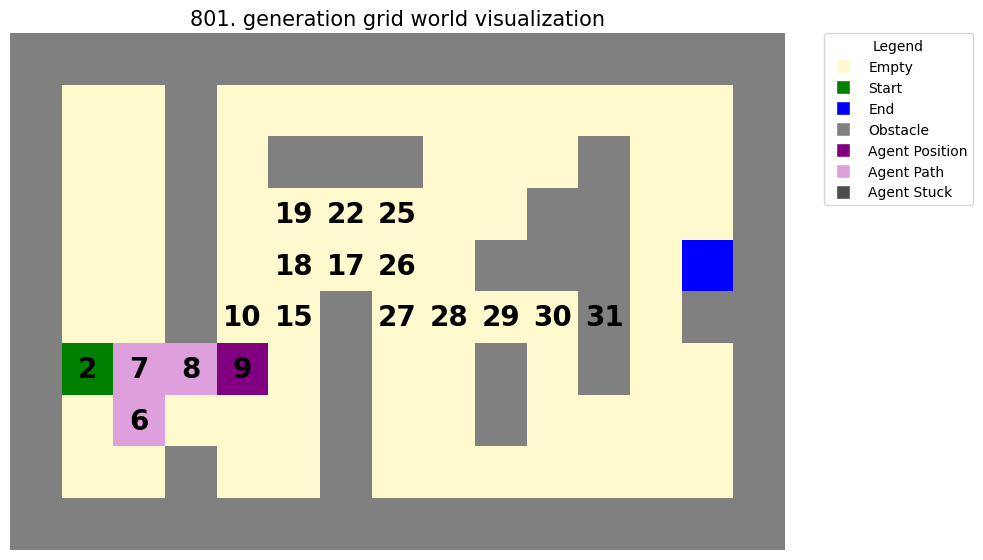 801. generation grid world visualization
Legend
Empty
Start
End
Obstacle
Agent Position
Agent Path
Agent Stuck
19 22 25
18 17 26
10 15 27 28 29 30 31
2 7 8 9
6